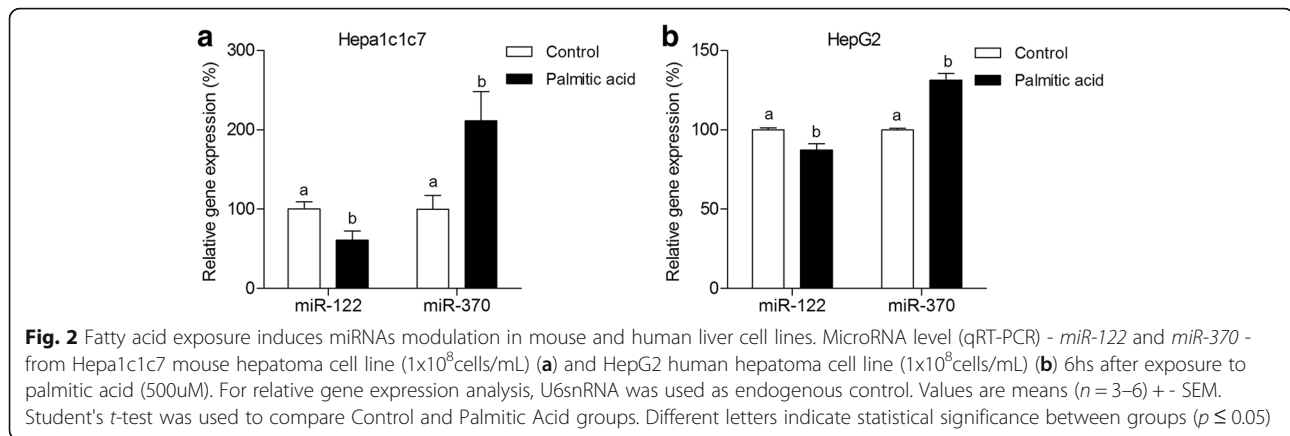 a
Hepa1c1c7
Relative gene expression (%)
300
200
100
0
a
b
a
b
miR-122
miR-370
Control
Palmitic acid
b
HepG2
Relative gene expression (%)
150
100
50
0
a
b
a
b
miR-122
miR-370
Control
Palmitic acid
Fig. 2 Fatty acid exposure induces miRNAs modulation in mouse and human liver cell lines. MicroRNA level (qRT-PCR) - miR-122 and miR-370 -
from Hepa1c1c7 mouse hepatoma cell line (1x10⁸cells/mL) (a) and HepG2 human hepatoma cell line (1x10⁸cells/mL) (b) 6hs after exposure to
palmitic acid (500uM). For relative gene expression analysis, U6snRNA was used as endogenous control. Values are means (n = 3–6) + - SEM.
Student's t-test was used to compare Control and Palmitic Acid groups. Different letters indicate statistical significance between groups (p ≤ 0.05)